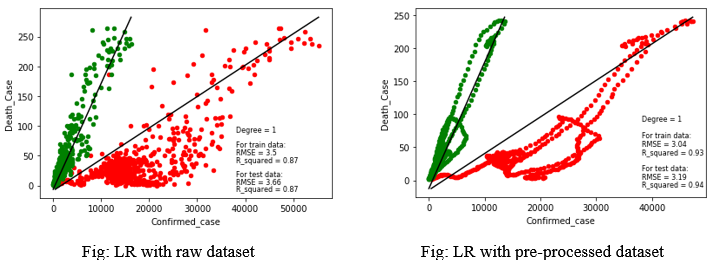 250
200
150
100
50
0
Death_Case
Degree = 1
For train data:
RMSE = 3.5
R_squared = 0.87
For test data:
RMSE = 3.66
R_squared = 0.87
0 10000 20000 30000 40000 50000
Confirmed_case
Fig: LR with raw dataset
250
200
150
100
50
0
Death_Case
Degree = 1
For train data:
RMSE = 3.04
R_squared = 0.93
For test data:
RMSE = 3.19
R_squared = 0.94
0 10000 20000 30000 40000
Confirmed_case
Fig: LR with pre-processed dataset